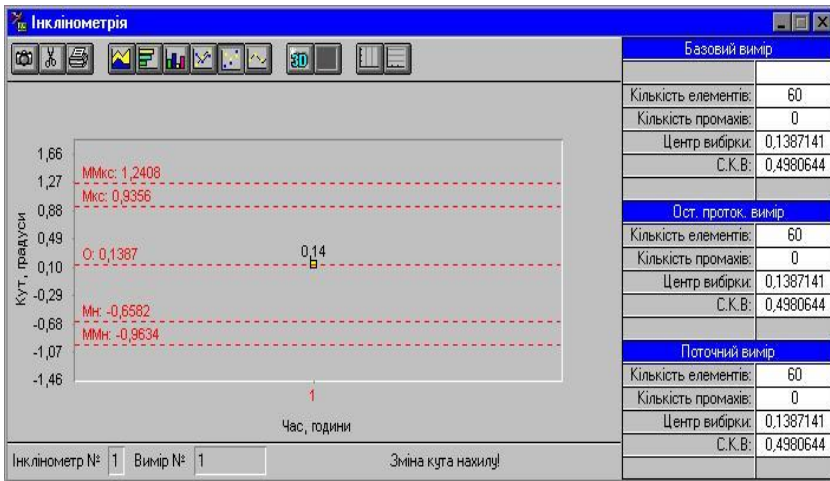 Інклінометрія
3D
1,66
1,27
0,88
0,49
0,10
-0,29
-0,68
-1,07
-1,46
Кут, градуси
ММкс: 1,2408
Мкс: 0,9356
О: 0,1387
0,14
Мн: -0,6582
ММн: -0,9634
1
Час, години
Інклінометр № 1 Вимір № 1 Зміна кута нахилу!
Базовий вимір
Кількість елементів: 60
Кількість промахів: 0
Центр вибірки: 0,1387141
С.К.В: 0,4980644
Ост. проток. вимір
Кількість елементів: 60
Кількість промахів: 0
Центр вибірки: 0,1387141
С.К.В: 0,4980644
Поточний вимір
Кількість елементів: 60
Кількість промахів: 0
Центр вибірки: 0,1387141
С.К.В: 0,4980644